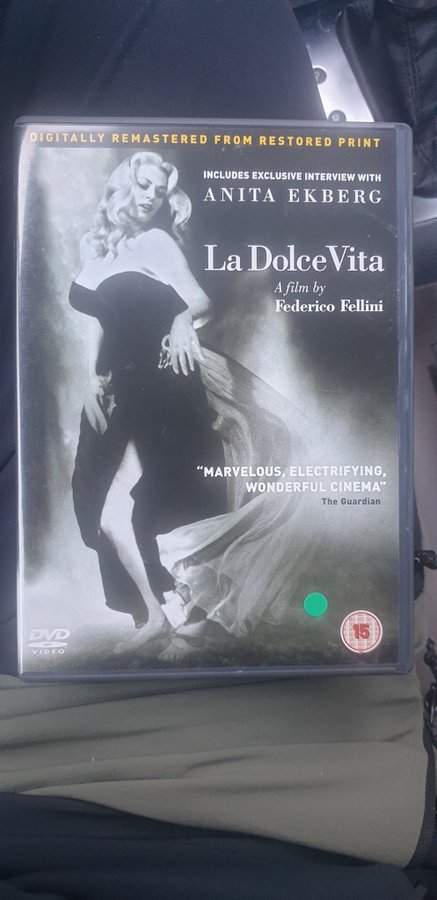 DIGITALLY REMASTERED FROM RESTORED PRINT
INCLUDES EXCLUSIVE INTERVIEW WITH
ANITA EKBERG
La Dolce Vita
A film by
Federico Fellini
“MARVELOUS, ELECTRIFYING,
WONDERFUL CINEMA”
The Guardian
15
DVD
VIDEO